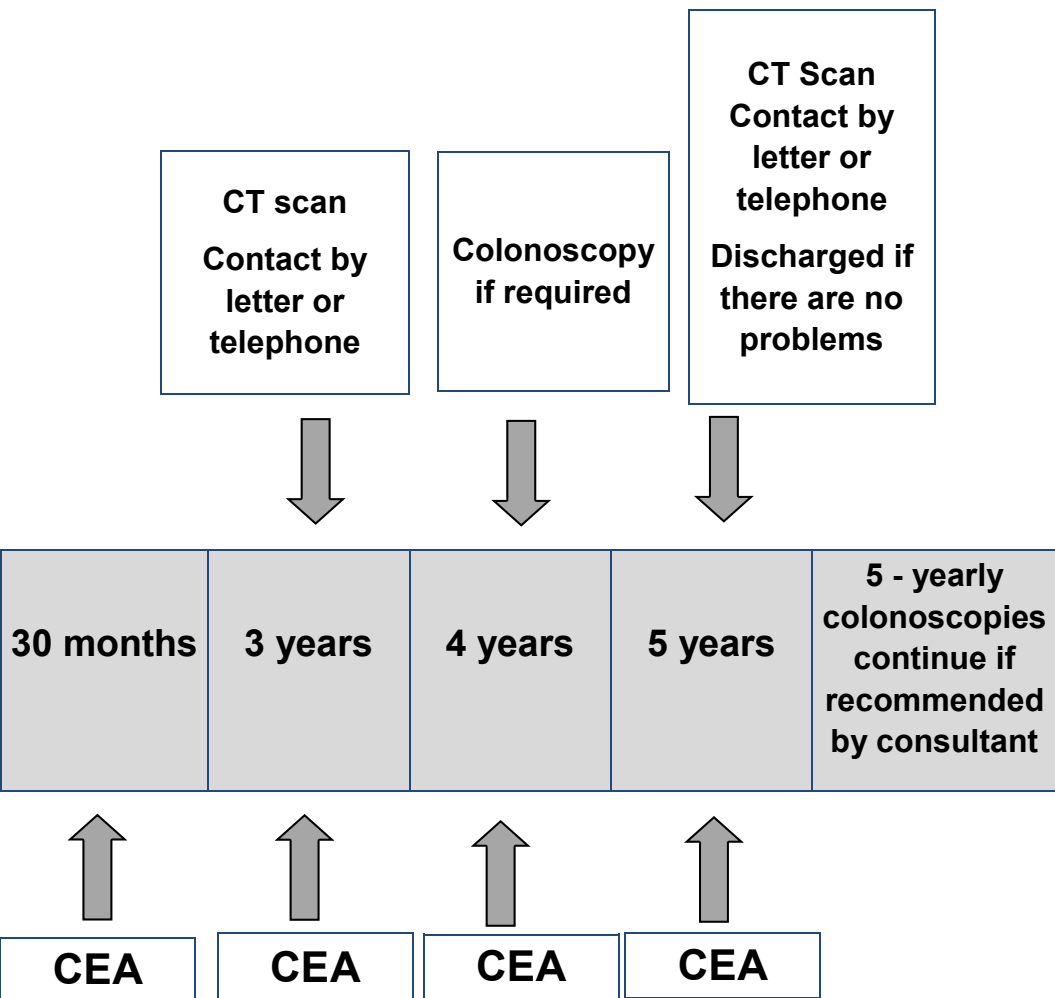 CT scan
Contact by
letter or
telephone
Colonoscopy
if required
CT Scan
Contact by
letter or
telephone
Discharged if
there are no
problems
30 months
3 years
4 years
5 years
5 - yearly
colonoscopies
continue if
recommended
by consultant
CEA
CEA
CEA
CEA